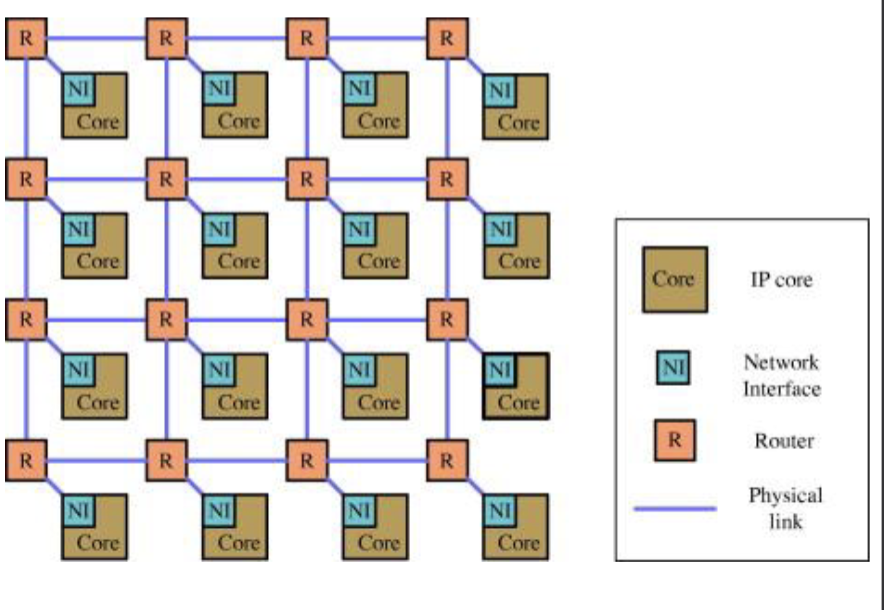 R R R R
NI NI NI NI
Core Core Core Core
R R R R
NI NI NI NI
Core Core Core Core
R R R R
NI NI NI NI
Core Core Core Core
R R R R
NI NI NI NI
Core Core Core Core
Core IP core
NI Network
Interface
R Router
Physical
link